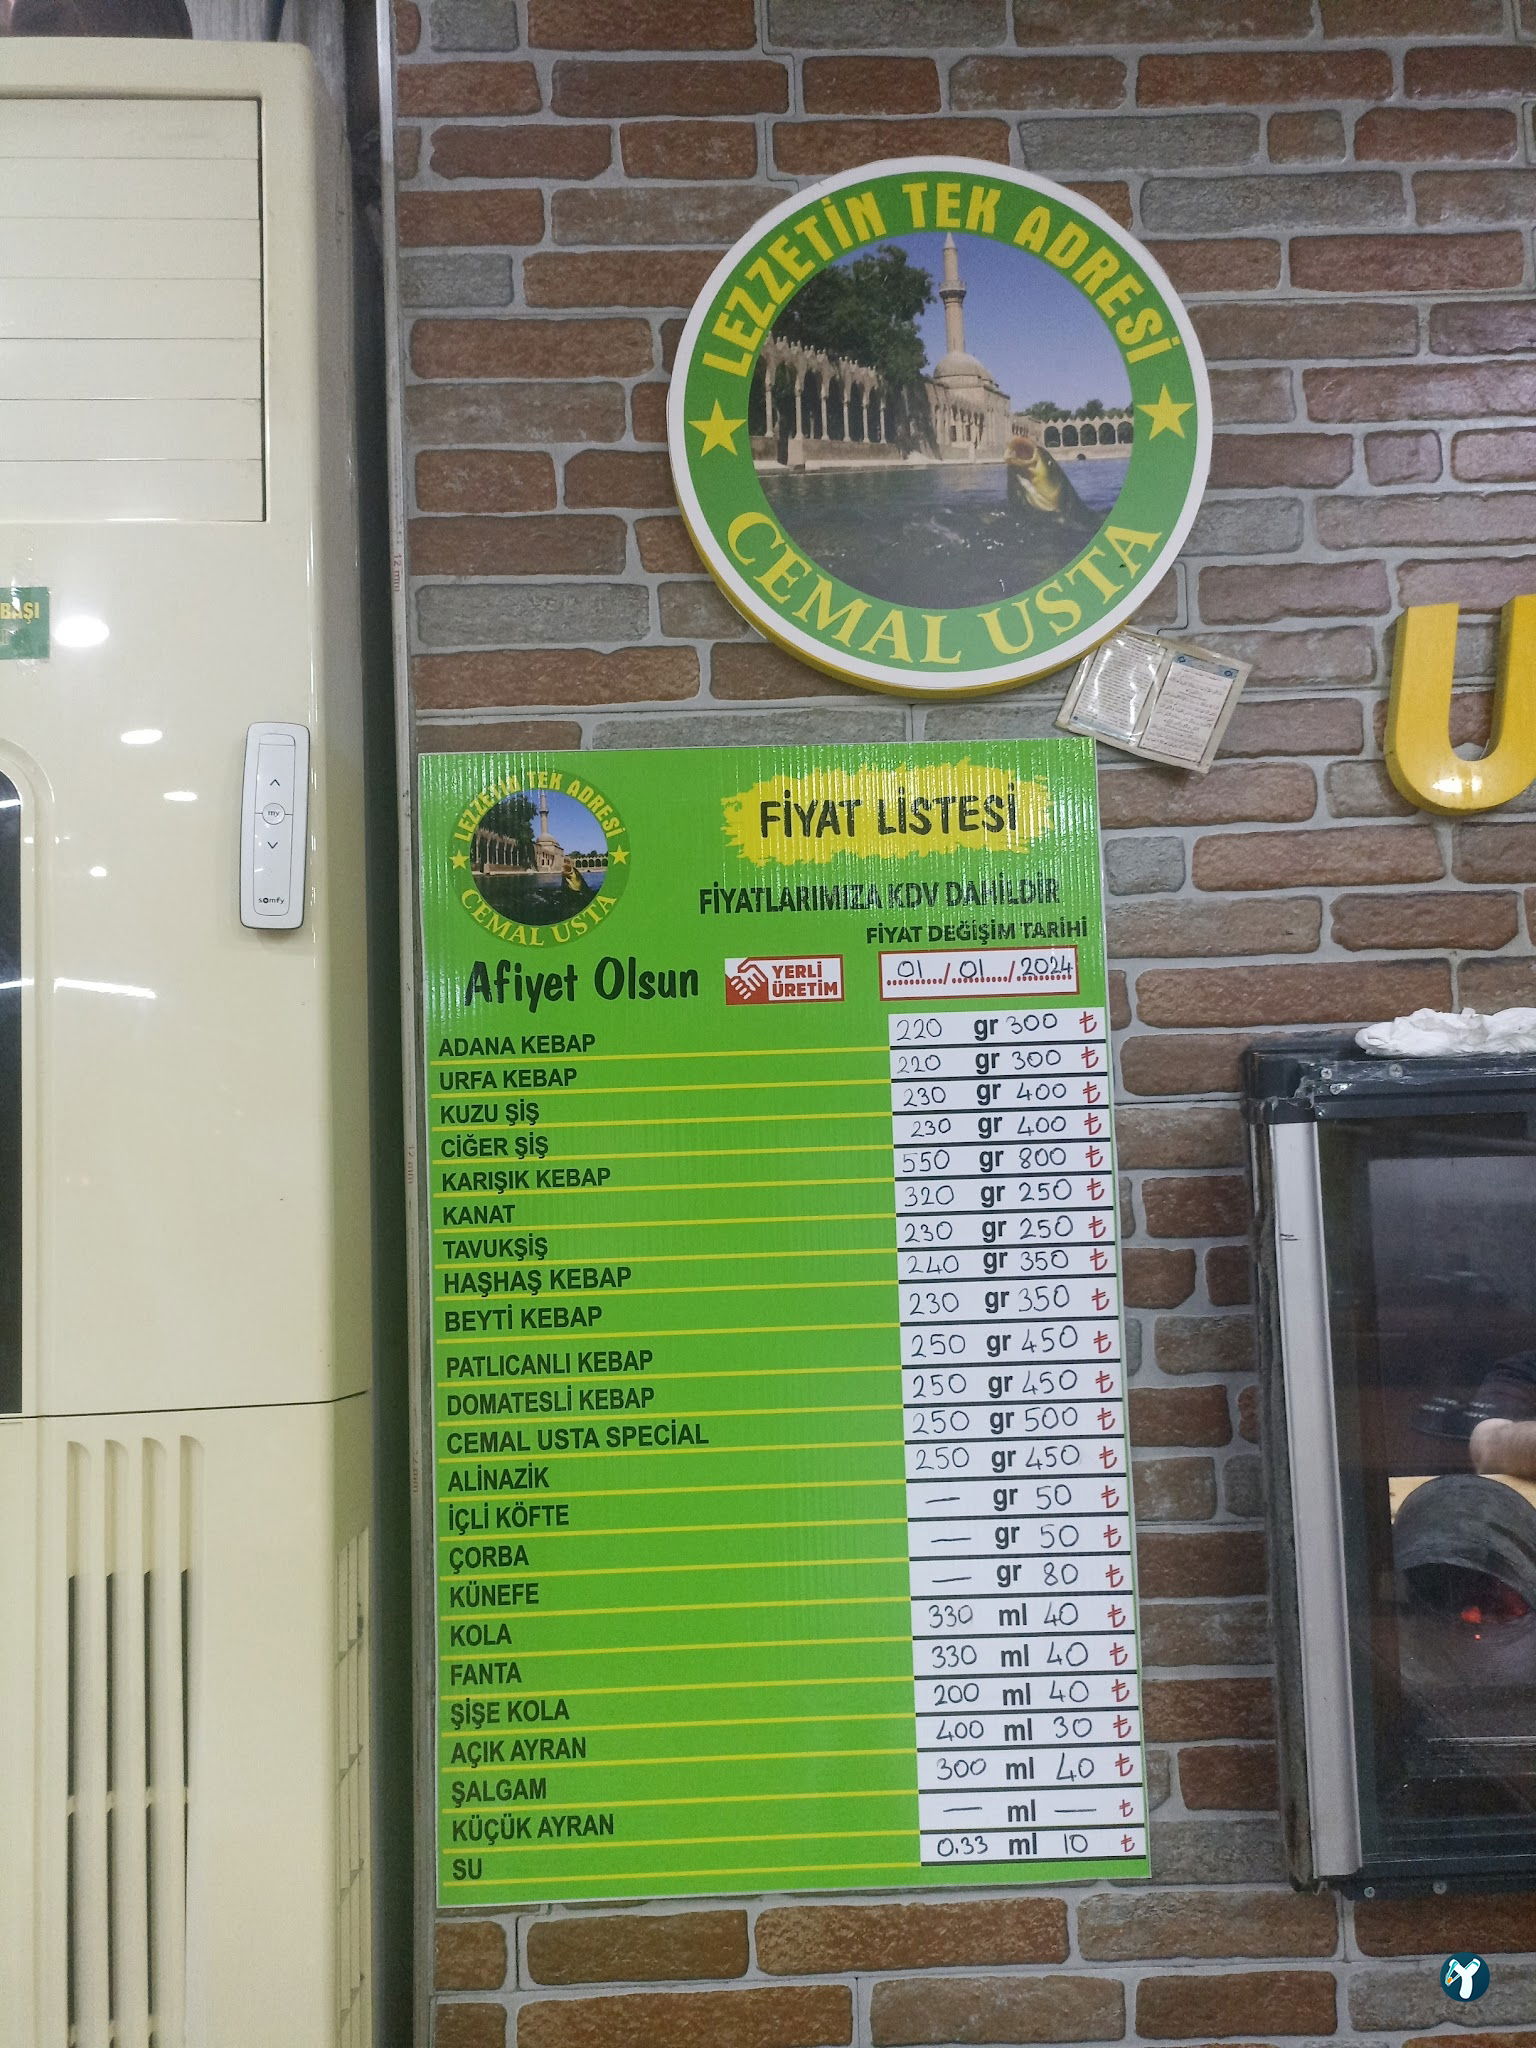 LEZZETİN TEK ADRESİ
CEMAL USTA
BAŞI
U
my
somfy
12 mm
LEZZETİN TEK ADRESİ
CEMAL USTA
FİYAT LİSTESİ
FİYATLARIMIZA KDV DAHİLDİR
FİYAT DEĞİŞİM TARİHİ
Afiyet Olsun
YERLİ
ÜRETİM
01/01/2024
ADANA KEBAP 220 gr 300 ₺
URFA KEBAP 220 gr 300 ₺
KUZU ŞİŞ 230 gr 400 ₺
CİĞER ŞİŞ 230 gr 400 ₺
KARIŞIK KEBAP 550 gr 800 ₺
KANAT 320 gr 250 ₺
TAVUKŞİŞ 230 gr 250 ₺
HAŞHAŞ KEBAP 240 gr 350 ₺
BEYTİ KEBAP 230 gr 350 ₺
PATLICANLI KEBAP 250 gr 450 ₺
DOMATESLİ KEBAP 250 gr 450 ₺
CEMAL USTA SPECİAL 250 gr 500 ₺
ALİNAZİK 250 gr 450 ₺
İÇLİ KÖFTE — gr 50 ₺
ÇORBA — gr 50 ₺
KÜNEFE — gr 80 ₺
KOLA 330 ml 40 ₺
FANTA 330 ml 40 ₺
ŞİŞE KOLA 200 ml 40 ₺
AÇIK AYRAN 400 ml 30 ₺
ŞALGAM 300 ml 40 ₺
KÜÇÜK AYRAN — ml — ₺
SU 0.33 ml 10 ₺